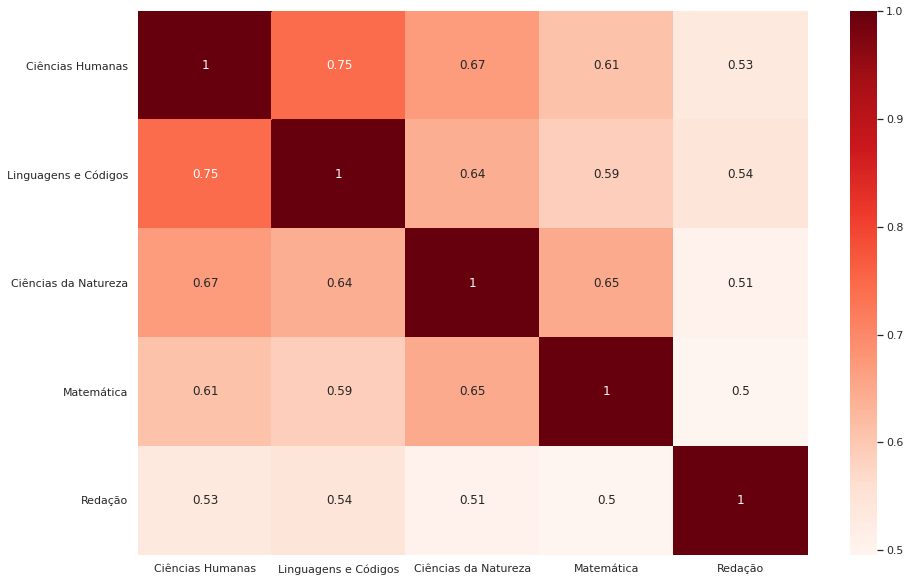 Ciências Humanas 1 0.75 0.67 0.61 0.53
Linguagens e Códigos 0.75 1 0.64 0.59 0.54
Ciências da Natureza 0.67 0.64 1 0.65 0.51
Matemática 0.61 0.59 0.65 1 0.5
Redação 0.53 0.54 0.51 0.5 1
Ciências Humanas Linguagens e Códigos Ciências da Natureza Matemática Redação
1.0
0.9
0.8
0.7
0.6
0.5